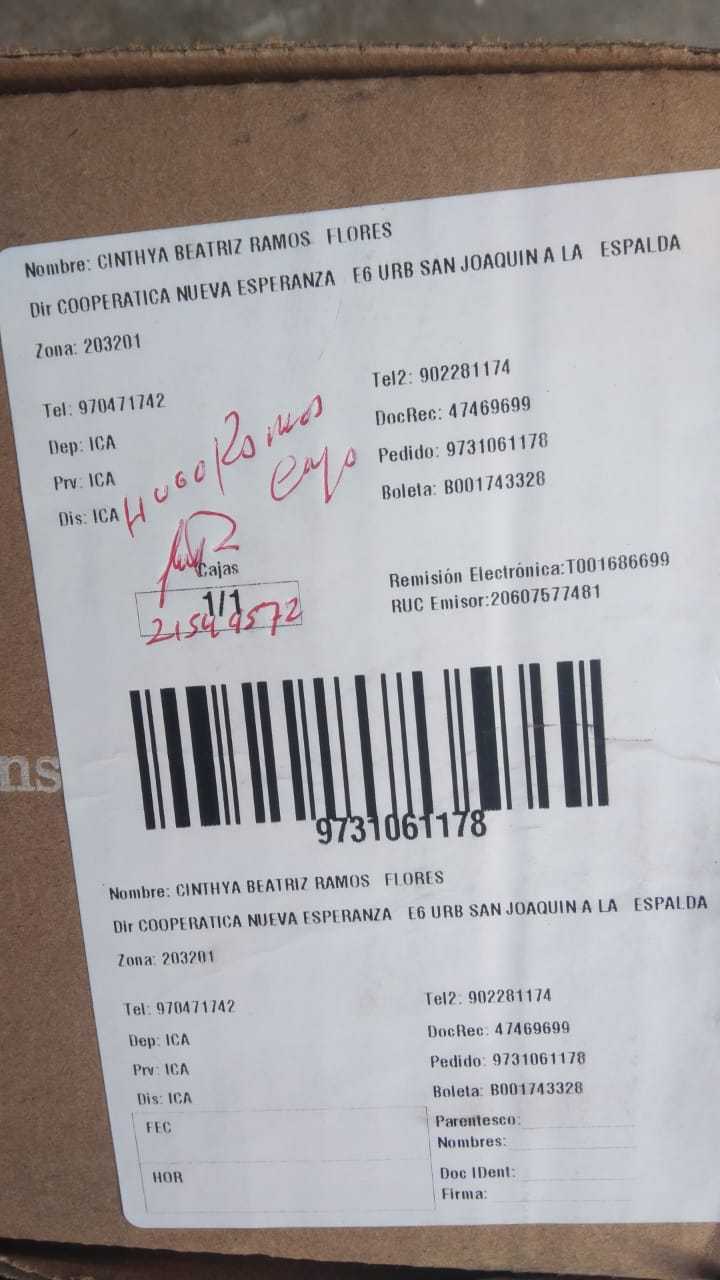 Nombre: CINTHYA BEATRIZ RAMOS FLORES
Dir COOPERATICA NUEVA ESPERANZA E6 URB SAN JOAQUIN A LA ESPALDA
Zona: 203201
Tel: 970471742
Tel2: 902281174
Dep: ICA
DocRec: 47469699
Prv: ICA
Pedido: 9731061178
Dis: ICA
Boleta: B001743328
HUGO Ramos
Cajas
1/1
Remisión Electrónica:T001686699
RUC Emisor:20607577481
21549572
ns
9731061178
Nombre: CINTHYA BEATRIZ RAMOS FLORES
Dir COOPERATICA NUEVA ESPERANZA E6 URB SAN JOAQUIN A LA ESPALDA
Zona: 203201
Tel: 970471742
Tel2: 902281174
Dep: ICA
DocRec: 47469699
Prv: ICA
Pedido: 9731061178
Dis: ICA
Boleta: B001743328
FEC
Parentesco:
Nombres:
HOR
Doc IDent:
Firma: